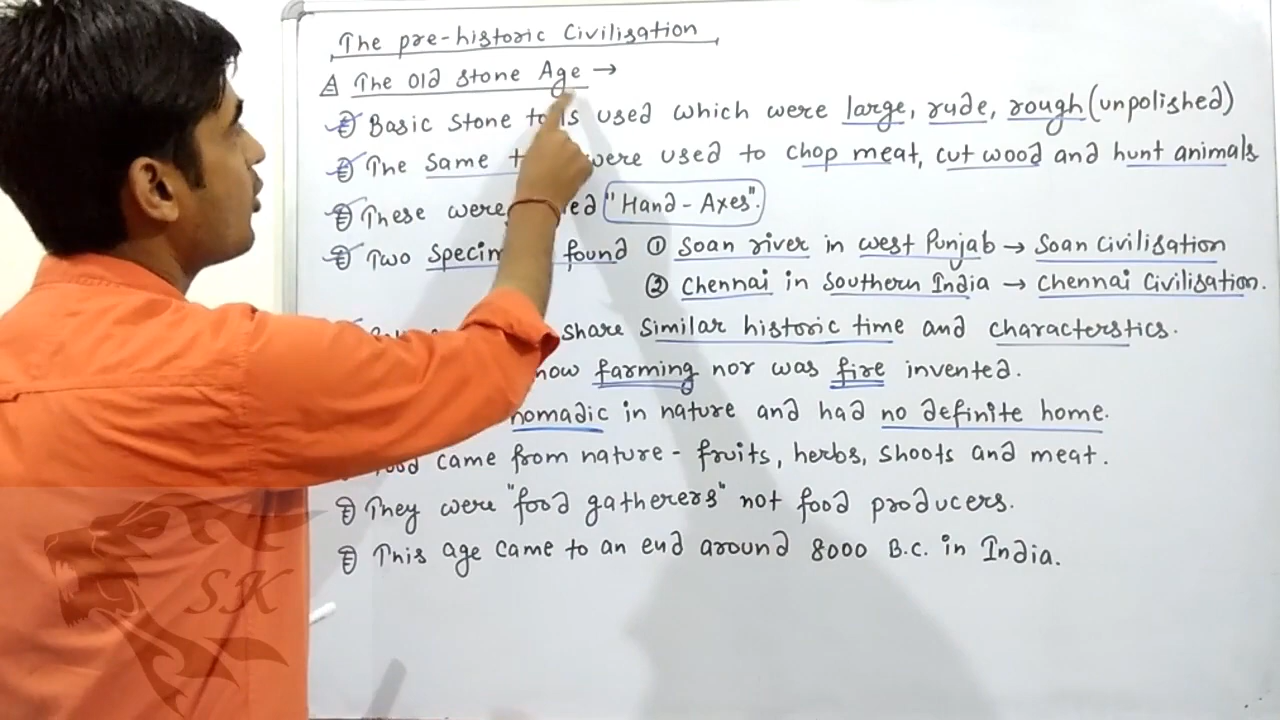 The pre-historic Civilisation
A The Old Stone Age →
Basic Stone used which were large, rude, rough (unpolished)
The Same were used to chop meat, cut wood and hunt animals
These were "Hand-Axes".
Two found ① Soan river in west Punjab → Soan Civilisation
② Chennai in Southern India → Chennai Civilisation.
share similar historic time and characterstics.
farming nor was fire invented.
nomadic in nature and had no definite home.
came from nature - fruits, herbs, shoots and meat.
They were "food gatherers" not food producers.
This age came to an end around 8000 B.C. in India.
SK